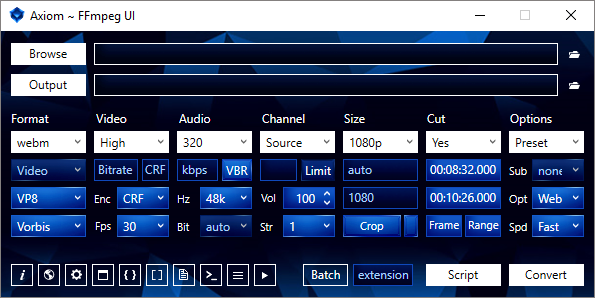 Axiom ~ FFmpeg UI
Browse
Output
Format Video Audio Channel Size Cut Options
webm High 320 Source 1080p Yes Preset
Video Bitrate CRF kbps VBR Limit auto 00:08:32.000 Sub none
VP8 Enc CRF Hz 48k Vol 100 1080 00:10:26.000 Opt Web
Vorbis Fps 30 Bit auto Str 1 Crop Frame Range Spd Fast
i { } [ ] >_ Batch extension Script Convert